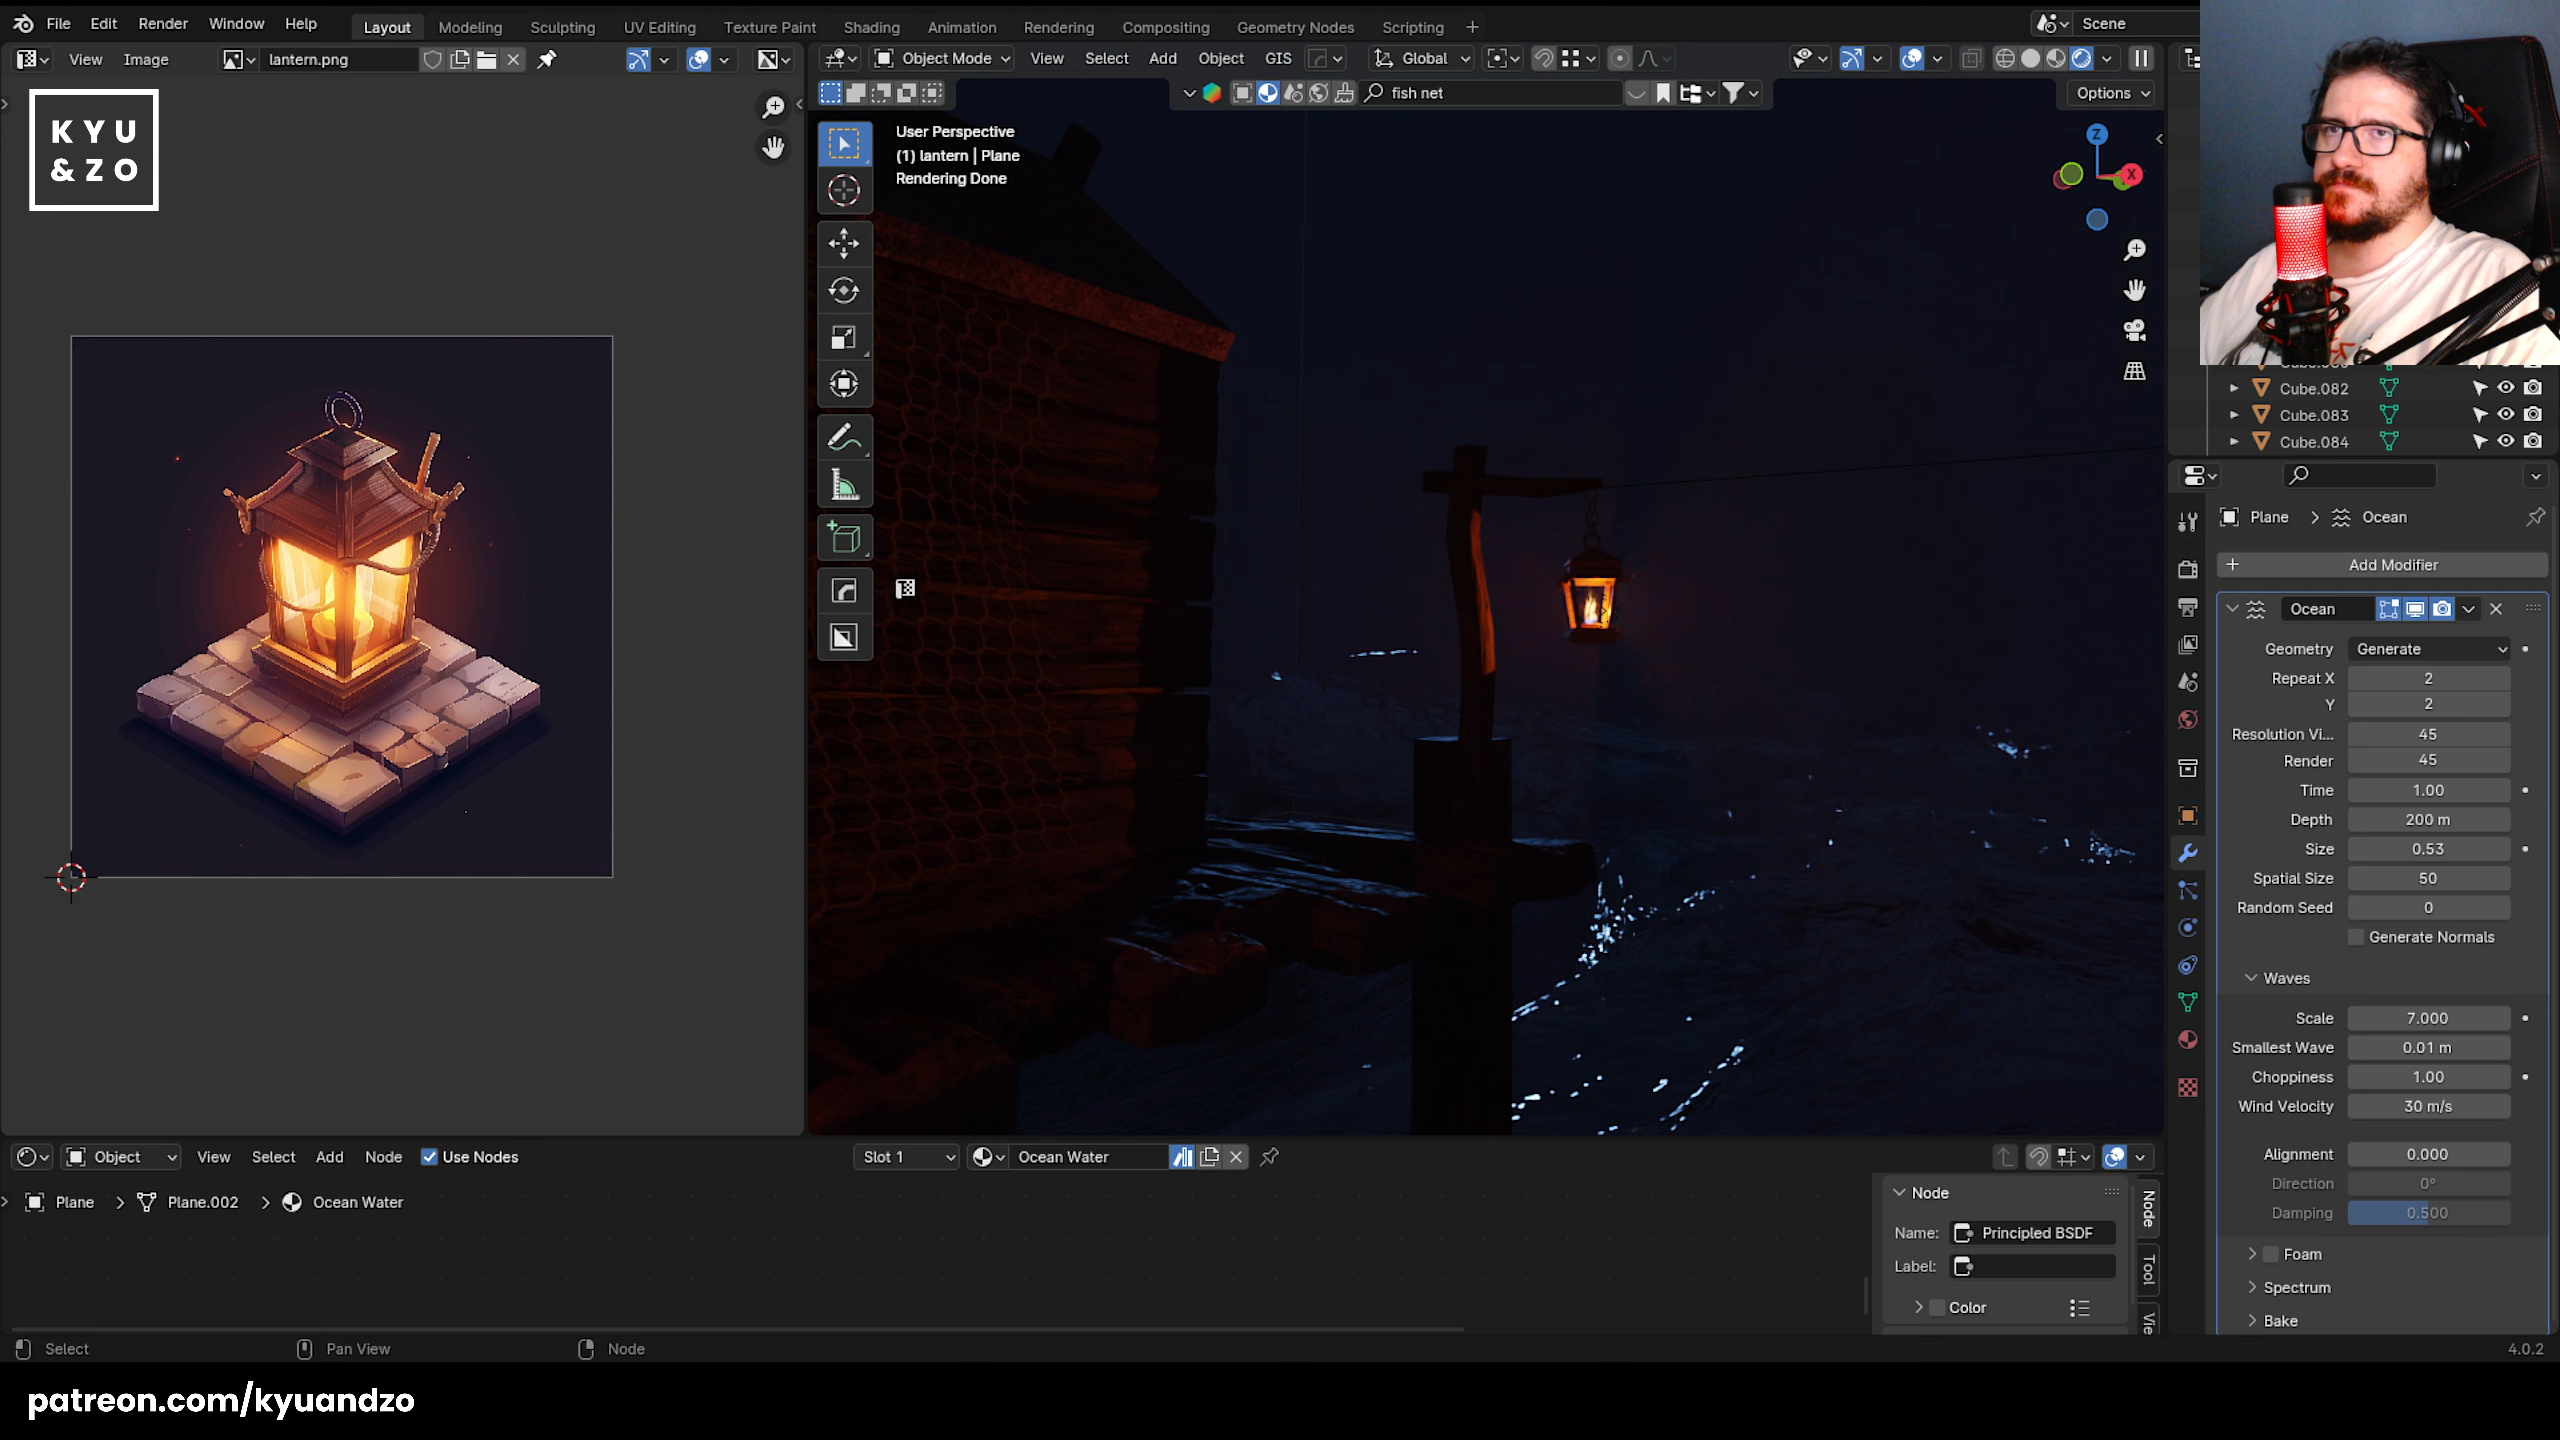 File Edit Render Window Help Layout Modeling Sculpting UV Editing Texture Paint Shading Animation Rendering Compositing Geometry Nodes Scripting + Scene
View Image lantern.png
Object Mode View Select Add Object GIS Global
fish net Options
KYU
&ZO
User Perspective
(1) lantern | Plane
Rendering Done
Z
X
Cube.082
Cube.083
Cube.084
Plane > Ocean
+ Add Modifier
Ocean
Geometry Generate
Repeat X 2
Y 2
Resolution Vi... 45
Render 45
Time 1.00
Depth 200 m
Size 0.53
Spatial Size 50
Random Seed 0
Generate Normals
Waves
Scale 7.000
Smallest Wave 0.01 m
Choppiness 1.00
Wind Velocity 30 m/s
Alignment 0.000
Direction 0°
Damping 0.500
Foam
Spectrum
Bake
Object View Select Add Node Use Nodes Slot 1 Ocean Water
Plane > Plane.002 > Ocean Water
Node
Name: Principled BSDF
Label:
Color
Node
Tool
Vie
Select Pan View Node 4.0.2
patreon.com/kyuandzo